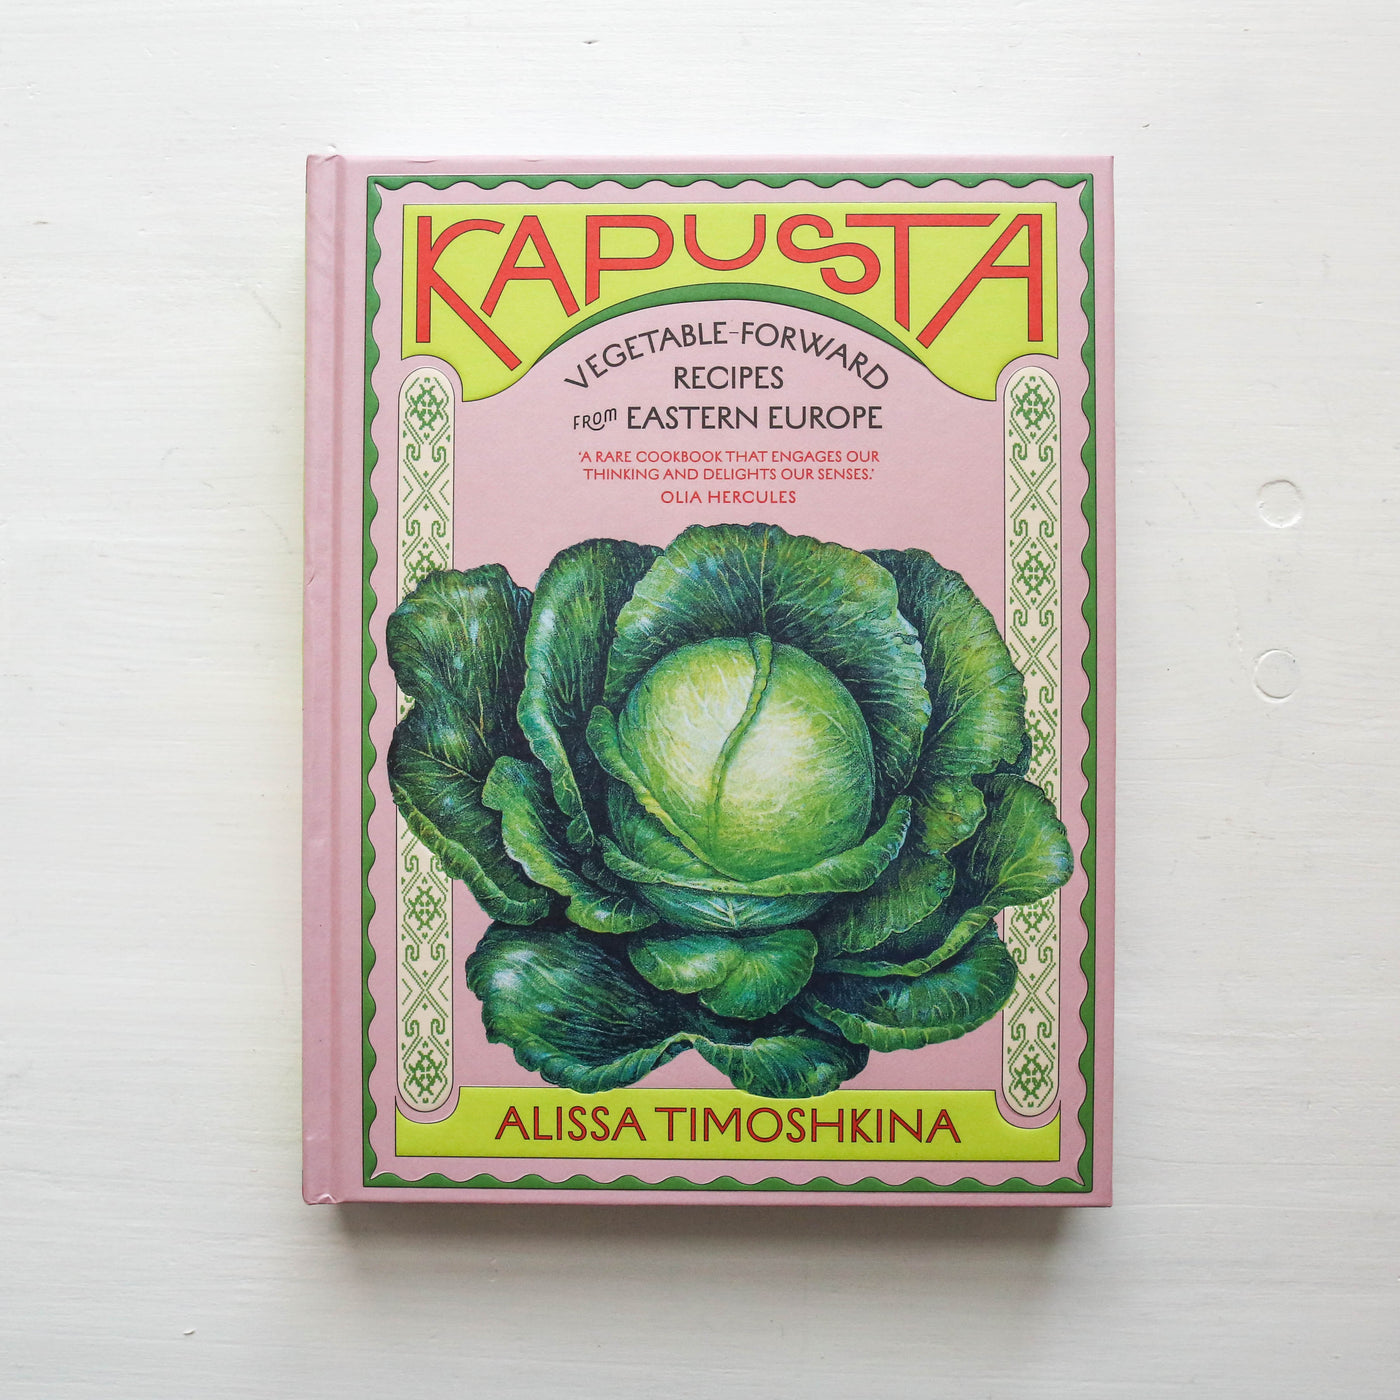 KAPUSTA
VEGETABLE-FORWARD
RECIPES
FROM EASTERN EUROPE
‘A RARE COOKBOOK THAT ENGAGES OUR
THINKING AND DELIGHTS OUR SENSES.’
OLIA HERCULES
ALISSA TIMOSHKINA